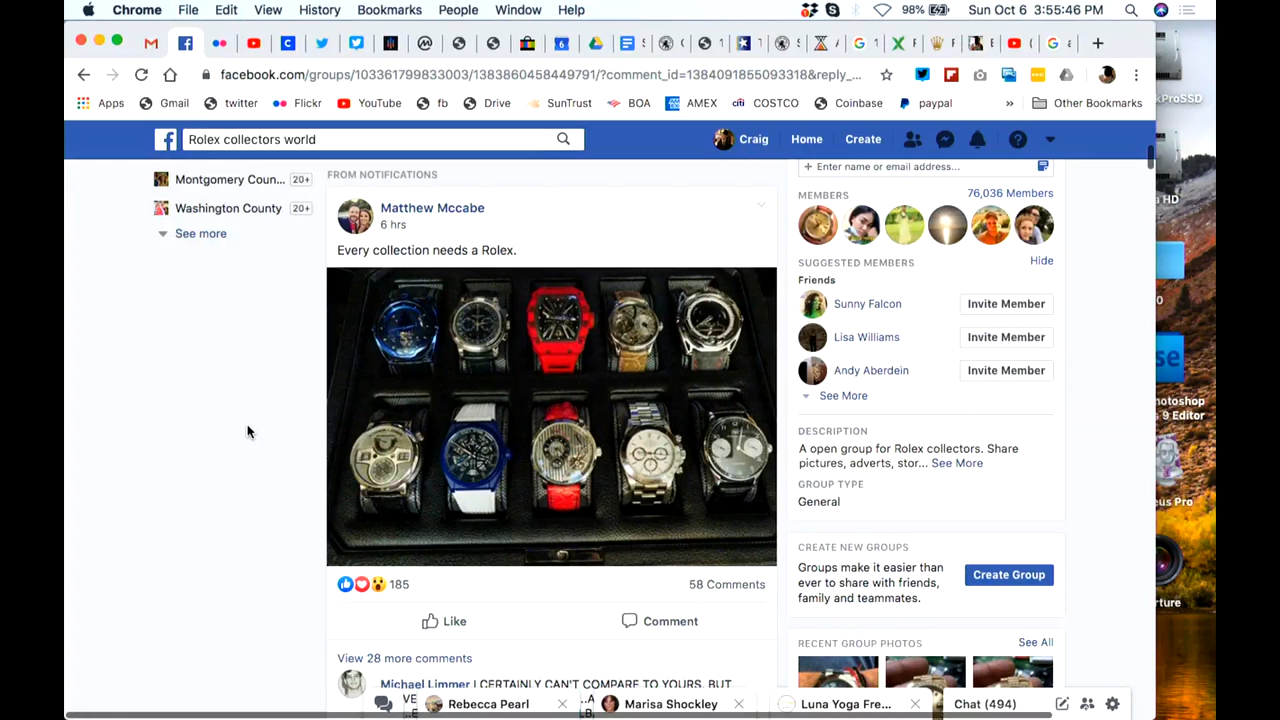 Chrome File Edit View History Bookmarks People Window Help 98% Sun Oct 6 3:55:46 PM
facebook.com/groups/103361799833003/1383860458449791/?comment_id=1384091855093318&reply_...
Apps Gmail twitter Flickr YouTube fb Drive SunTrust BOA AMEX COSTCO Coinbase paypal » Other Bookmarks
Rolex collectors world Craig Home Create
Montgomery Coun... 20+
Washington County 20+
See more
FROM NOTIFICATIONS
Matthew Mccabe
6 hrs
Every collection needs a Rolex.
185 58 Comments
Like Comment
View 28 more comments
Michael Limmer I CERTAINLY CAN'T COMPARE TO YOURS, BUT
+ Enter name or email address...
MEMBERS 76,036 Members
SUGGESTED MEMBERS Hide
Friends
Sunny Falcon Invite Member
Lisa Williams Invite Member
Andy Aberdein Invite Member
See More
DESCRIPTION
A open group for Rolex collectors. Share
pictures, adverts, stor... See More
GROUP TYPE
General
CREATE NEW GROUPS
Groups make it easier than
ever to share with friends,
family and teammates.
Create Group
RECENT GROUP PHOTOS See All
Rebecca Pearl Marisa Shockley Luna Yoga Fre... Chat (494)
kProSSD
HD
otoshop
9 Editor
eus Pro
rture